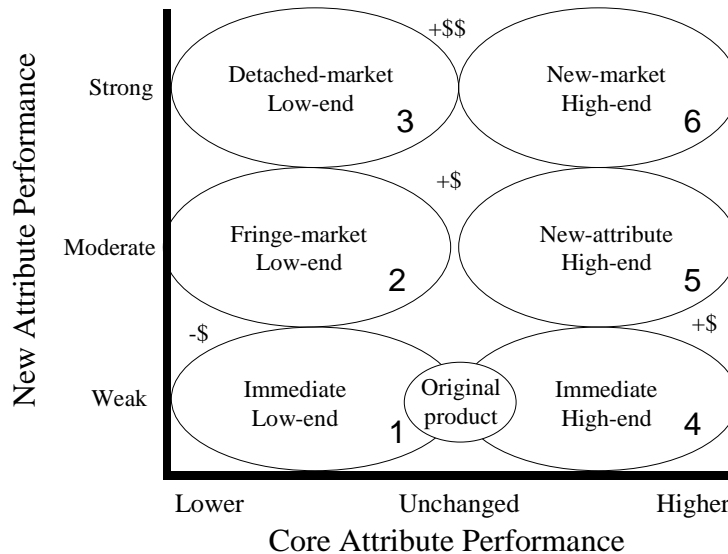 New Attribute Performance
+$$
Strong
Detached-market
Low-end
3
New-market
High-end
6
+$
Moderate
Fringe-market
Low-end
2
New-attribute
High-end
5
-$
+$
Weak
Immediate
Low-end
1
Original
product
Immediate
High-end
4
Lower
Unchanged
Higher
Core Attribute Performance